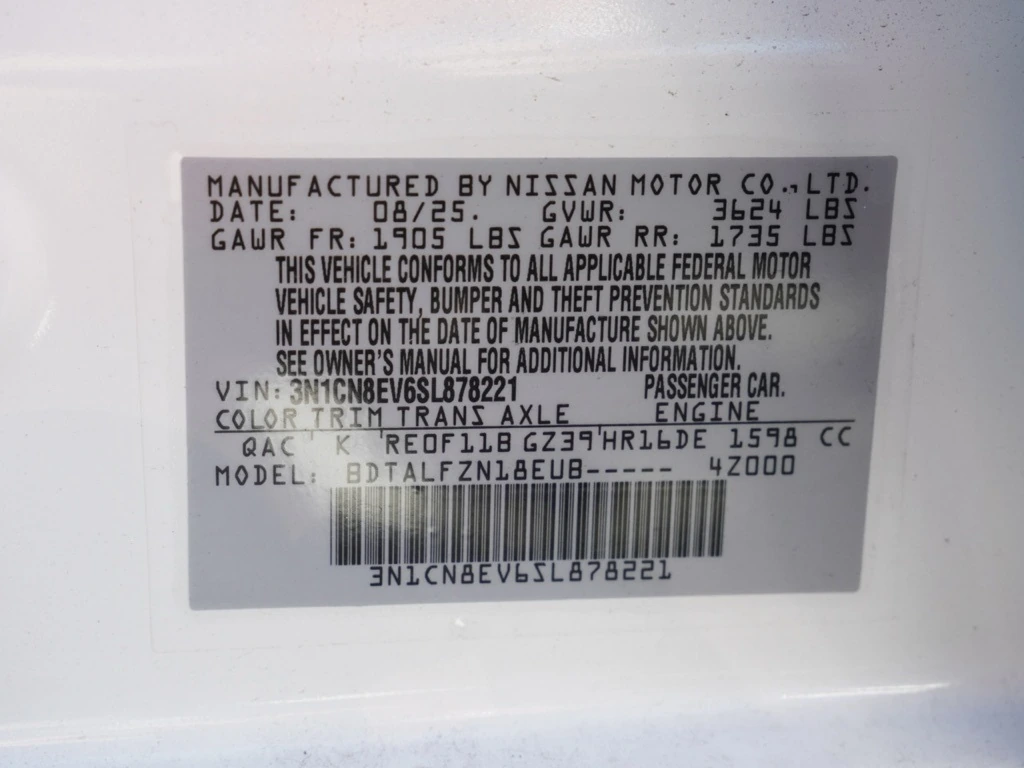 MANUFACTURED BY NISSAN MOTOR CO., LTD.
DATE: 08/25. GVWR: 3624 LBS
GAWR FR: 1905 LBS GAWR RR: 1735 LBS
THIS VEHICLE CONFORMS TO ALL APPLICABLE FEDERAL MOTOR
VEHICLE SAFETY, BUMPER AND THEFT PREVENTION STANDARDS
IN EFFECT ON THE DATE OF MANUFACTURE SHOWN ABOVE.
SEE OWNER'S MANUAL FOR ADDITIONAL INFORMATION.
VIN: 3N1CN8EV6SL878221 PASSENGER CAR.
COLOR TRIM TRANS AXLE ENGINE
QAC K RE0F11B GZ39 HR16DE 1598 CC
MODEL: BDTALFZN18EUB----- 4Z000
3N1CN8EV6SL878221